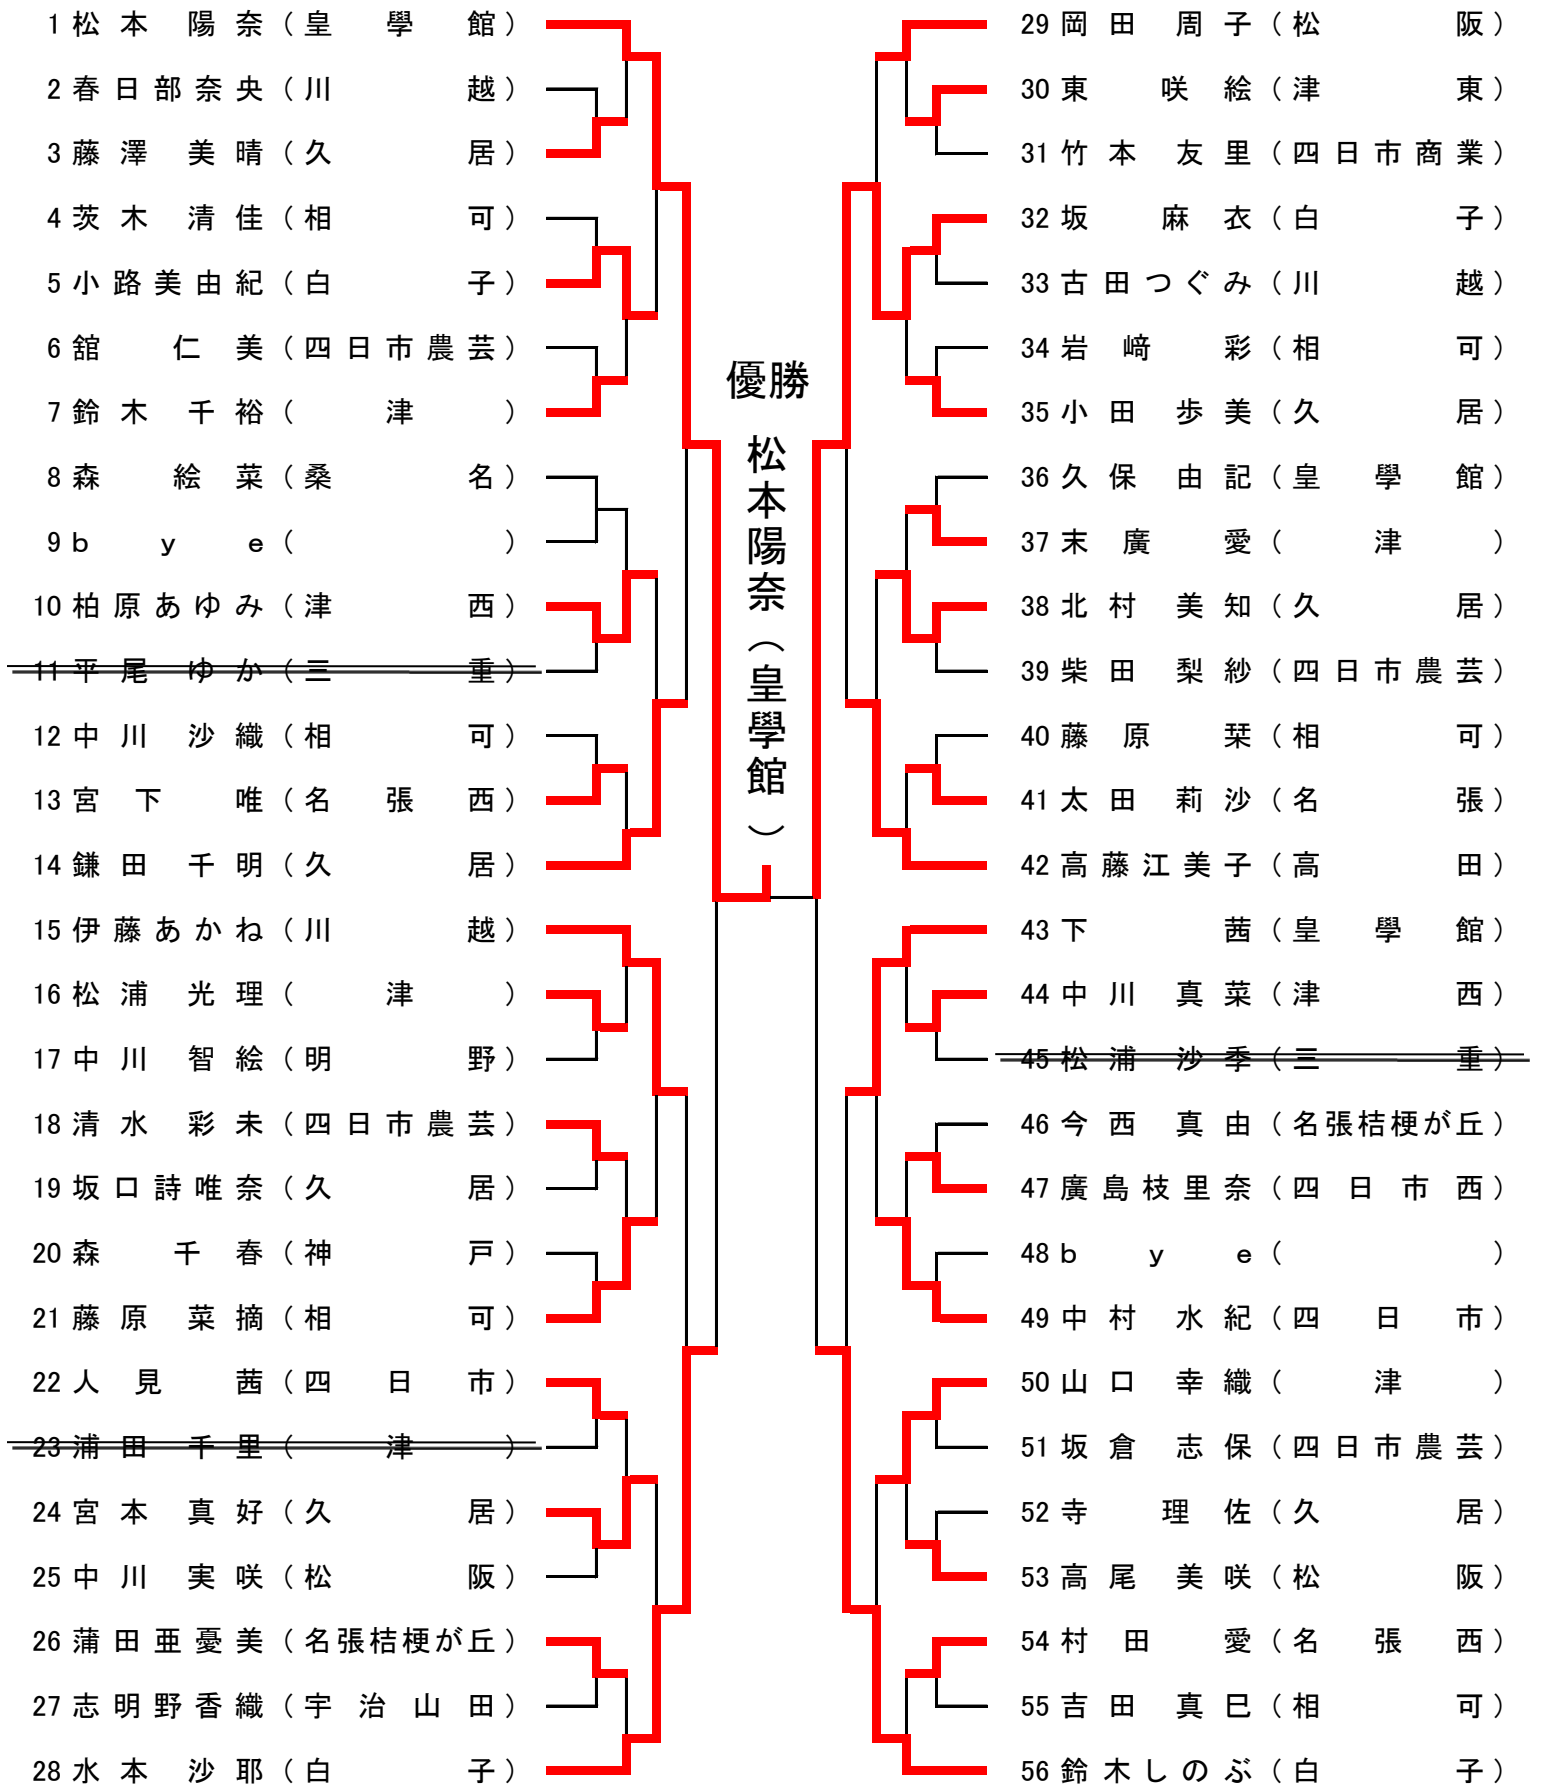 1 松本 陽奈（皇學館）
2 春日部奈央（川越）
3 藤澤 美晴（久居）
4 茨木 清佳（相可）
5 小路美由紀（白子）
6 舘 仁美（四日市農芸）
7 鈴木 千裕（津）
8 森 絵菜（桑名）
9 ｂｙｅ（ ）
10 柏原あゆみ（津西）
11 平尾 ゆか（三重）
12 中川 沙織（相可）
13 宮下 唯（名張西）
14 鎌田 千明（久居）
15 伊藤あかね（川越）
16 松浦 光理（津）
17 中川 智絵（明野）
18 清水 彩未（四日市農芸）
19 坂口詩唯奈（久居）
20 森 千春（神戸）
21 藤原 菜摘（相可）
22 人見 茜（四日市）
23 浦田 千里（津）
24 宮本 真好（久居）
25 中川 実咲（松阪）
26 蒲田亜憂美（名張桔梗が丘）
27 志明野香織（宇治山田）
28 水本 沙耶（白子）
優勝
松本陽奈（皇學館）
29 岡田 周子（松阪）
30 東 咲絵（津東）
31 竹本 友里（四日市商業）
32 坂 麻衣（白子）
33 古田つぐみ（川越）
34 岩﨑 彩（相可）
35 小田 歩美（久居）
36 久保 由記（皇學館）
37 末廣 愛（津）
38 北村 美知（久居）
39 柴田 梨紗（四日市農芸）
40 藤原 栞（相可）
41 太田 莉沙（名張）
42 高藤江美子（高田）
43 下 茜（皇學館）
44 中川 真菜（津西）
45 松浦 沙季（三重）
46 今西 真由（名張桔梗が丘）
47 廣島枝里奈（四日市西）
48 ｂｙｅ（ ）
49 中村 水紀（四日市）
50 山口 幸織（津）
51 坂倉 志保（四日市農芸）
52 寺 理佐（久居）
53 高尾 美咲（松阪）
54 村田 愛（名張西）
55 吉田 真巳（相可）
56 鈴木しのぶ（白子）